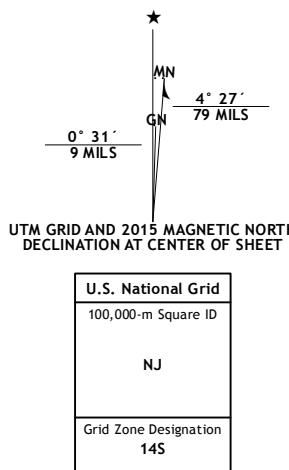 ★
MN
4° 27´
79 MILS
GN
0° 31´
9 MILS
UTM GRID AND 2015 MAGNETIC NORTH
DECLINATION AT CENTER OF SHEET
U.S. National Grid
100,000-m Square ID
NJ
Grid Zone Designation
14S